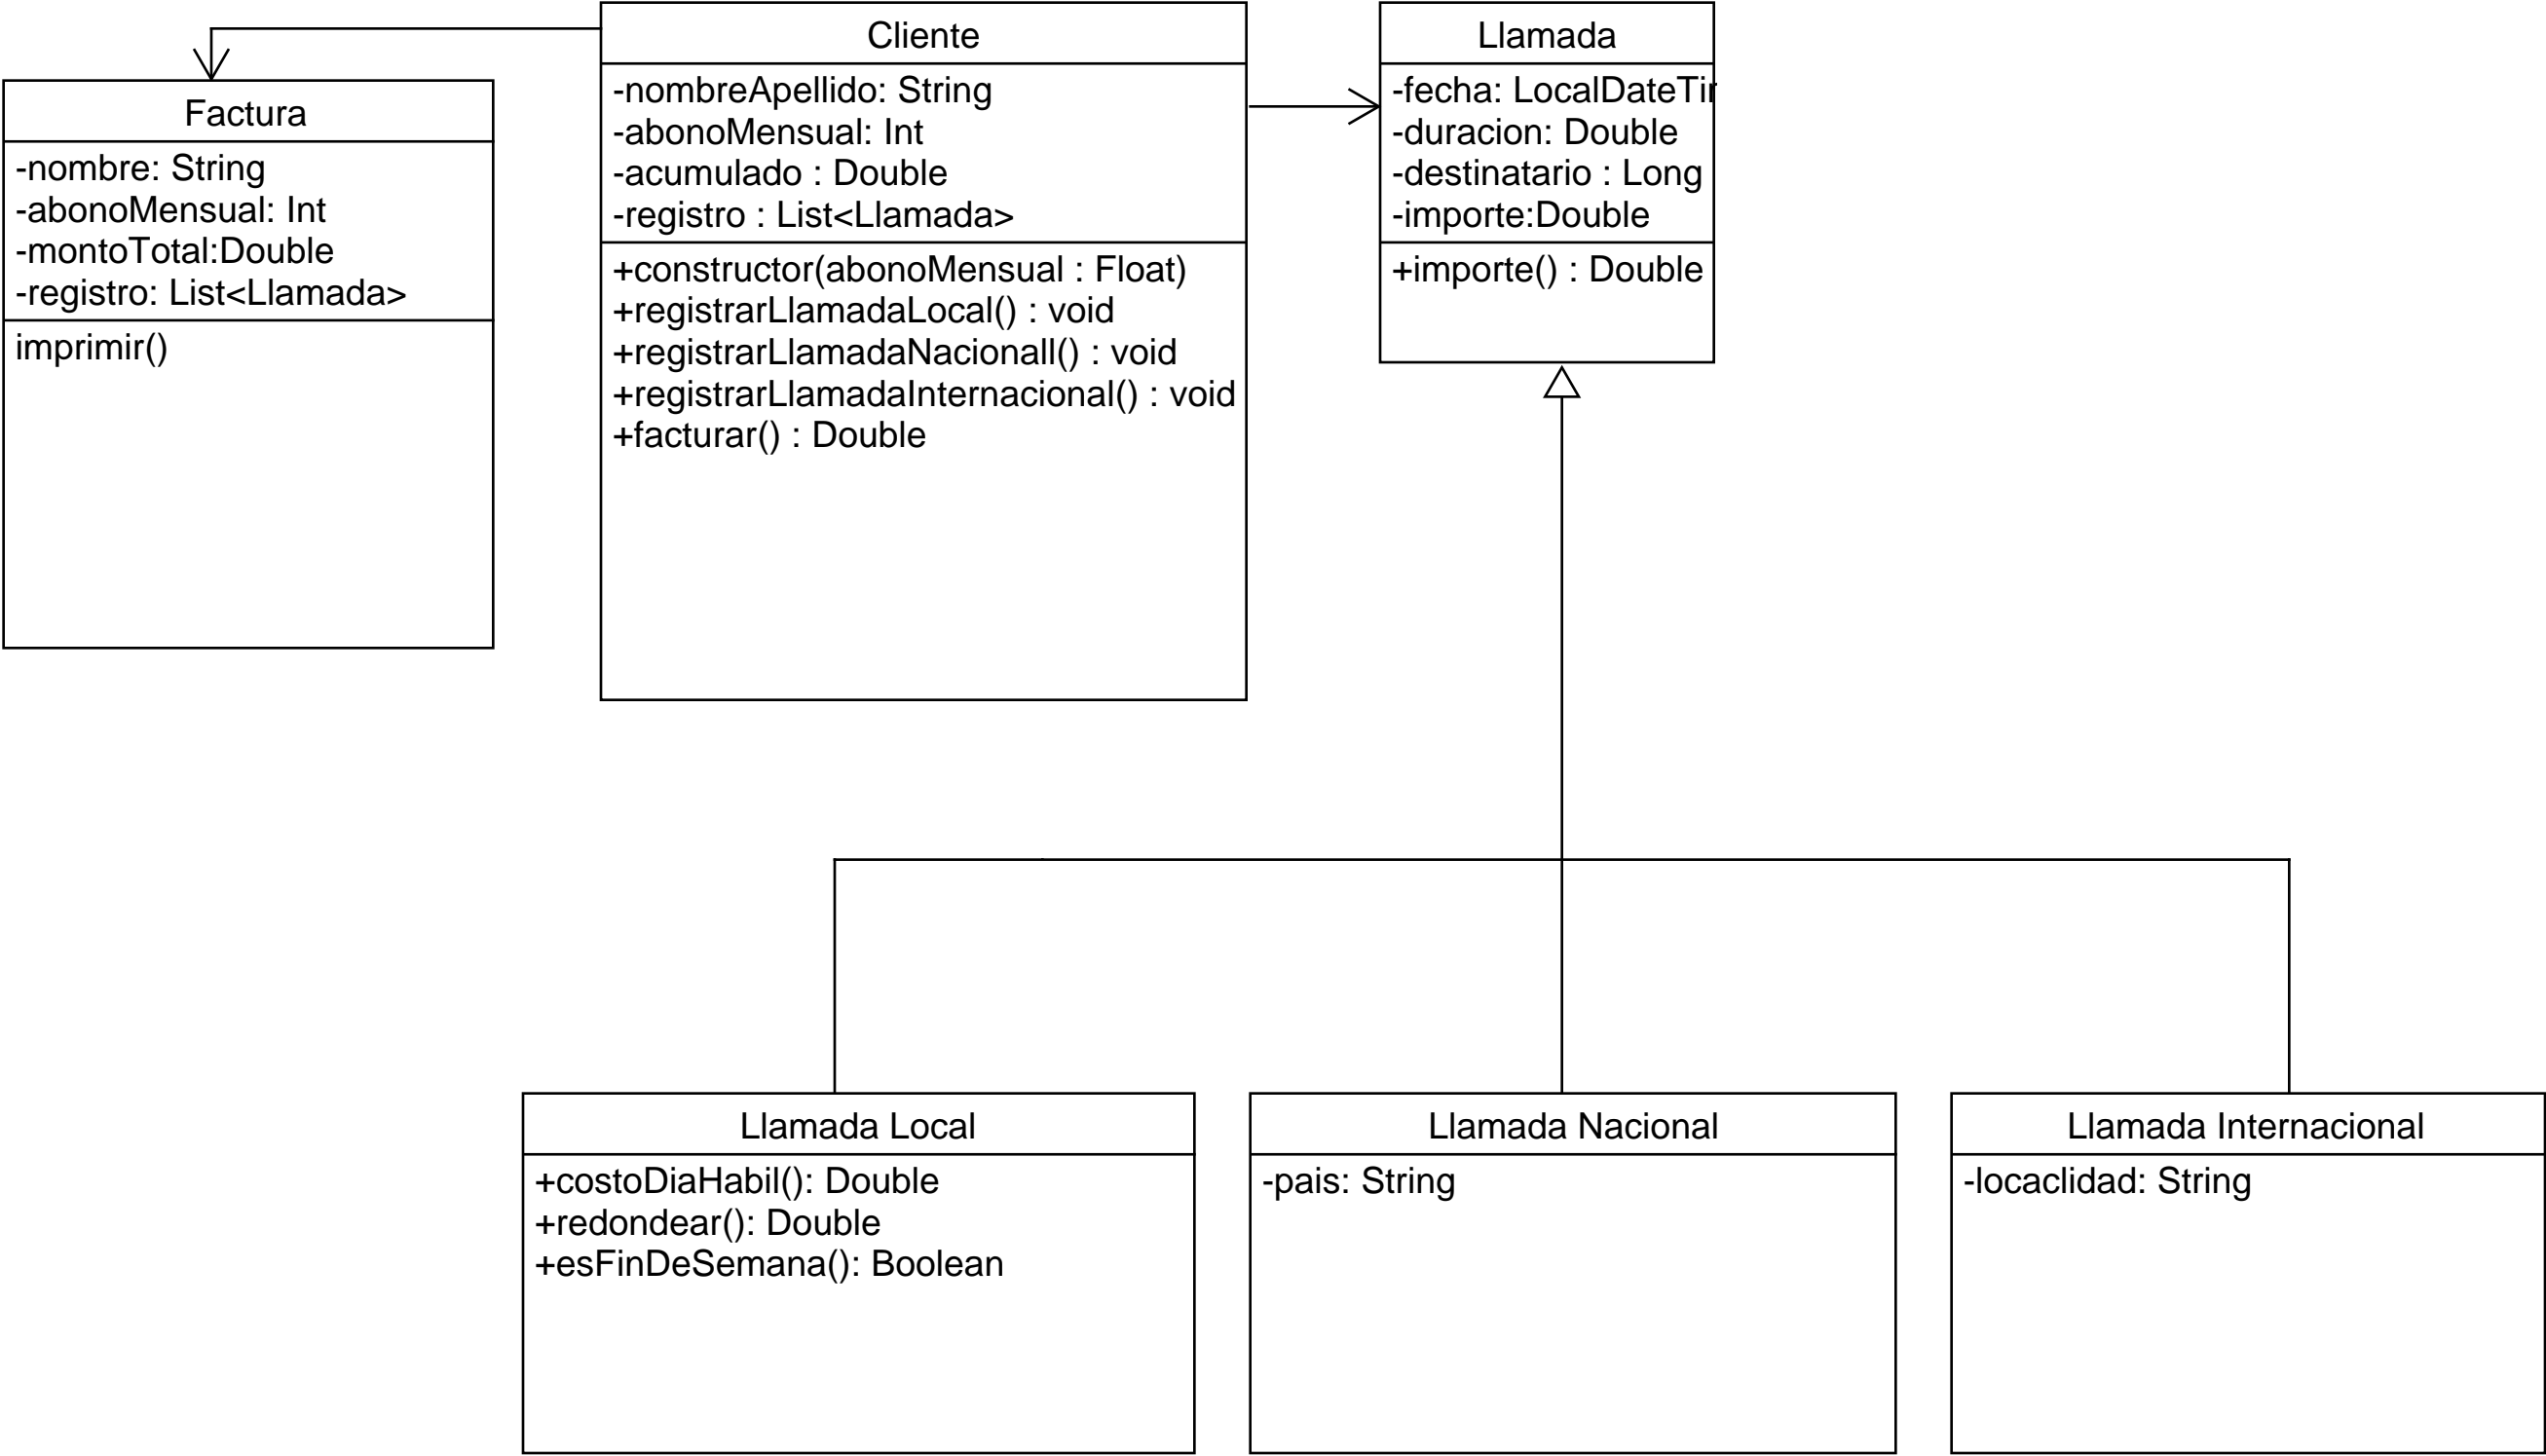 Cliente
-nombreApellido: String
-abonoMensual: Int
-acumulado : Double
-registro : List<Llamada>
+constructor(abonoMensual : Float)
+registrarLlamadaLocal() : void
+registrarLlamadaNacionall() : void
+registrarLlamadaInternacional() : void
+facturar() : Double
Llamada
-fecha: LocalDateTir
-duracion: Double
-destinatario : Long
-importe:Double
+importe() : Double
Factura
-nombre: String
-abonoMensual: Int
-montoTotal:Double
-registro: List<Llamada>
imprimir()
Llamada Local
+costoDiaHabil(): Double
+redondear(): Double
+esFinDeSemana(): Boolean
Llamada Nacional
-pais: String
Llamada Internacional
-locaclidad: String